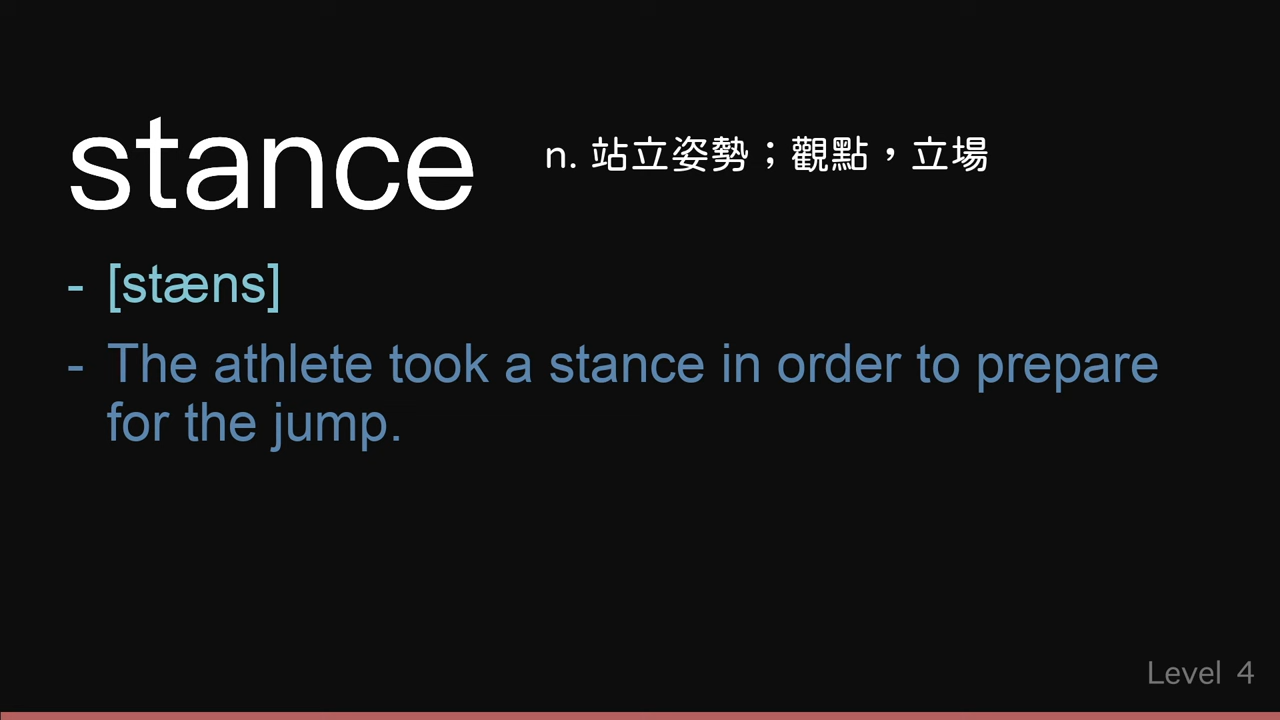 stance n. 站立姿勢；觀點，立場
- [stæns]
- The athlete took a stance in order to prepare
for the jump.
Level 4